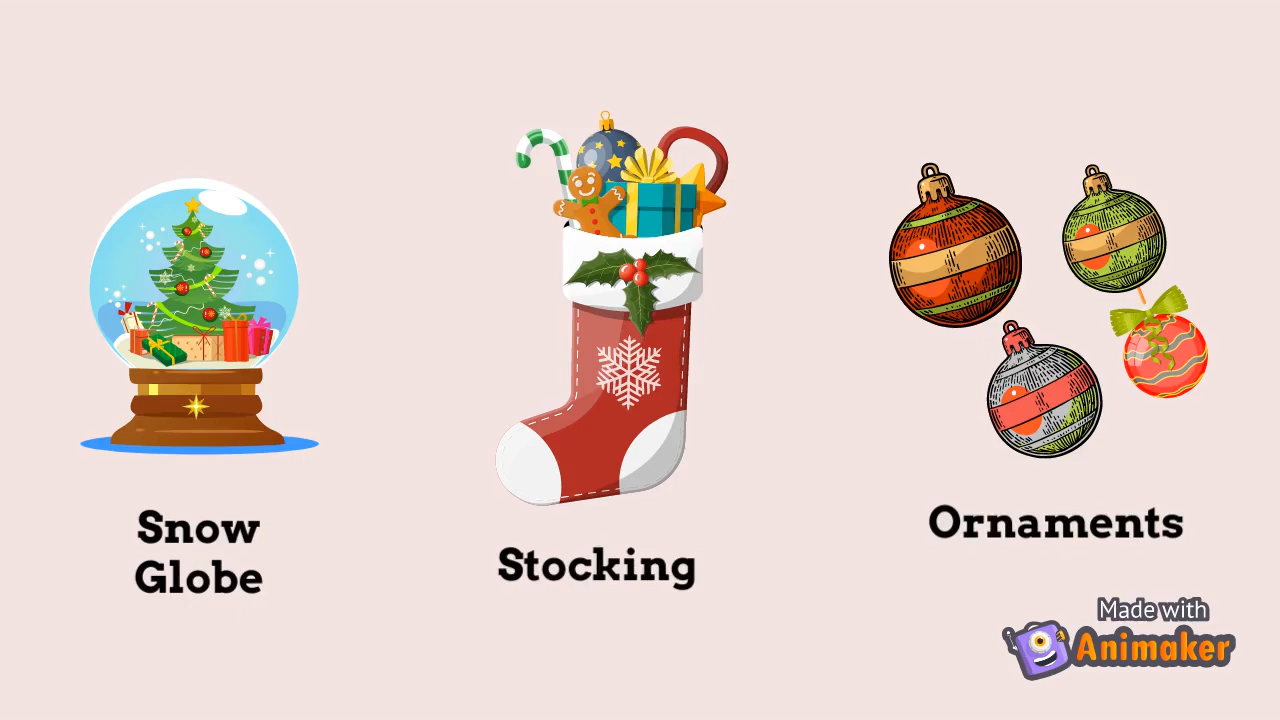 Snow
Globe
Stocking
Ornaments
Made with
Animaker